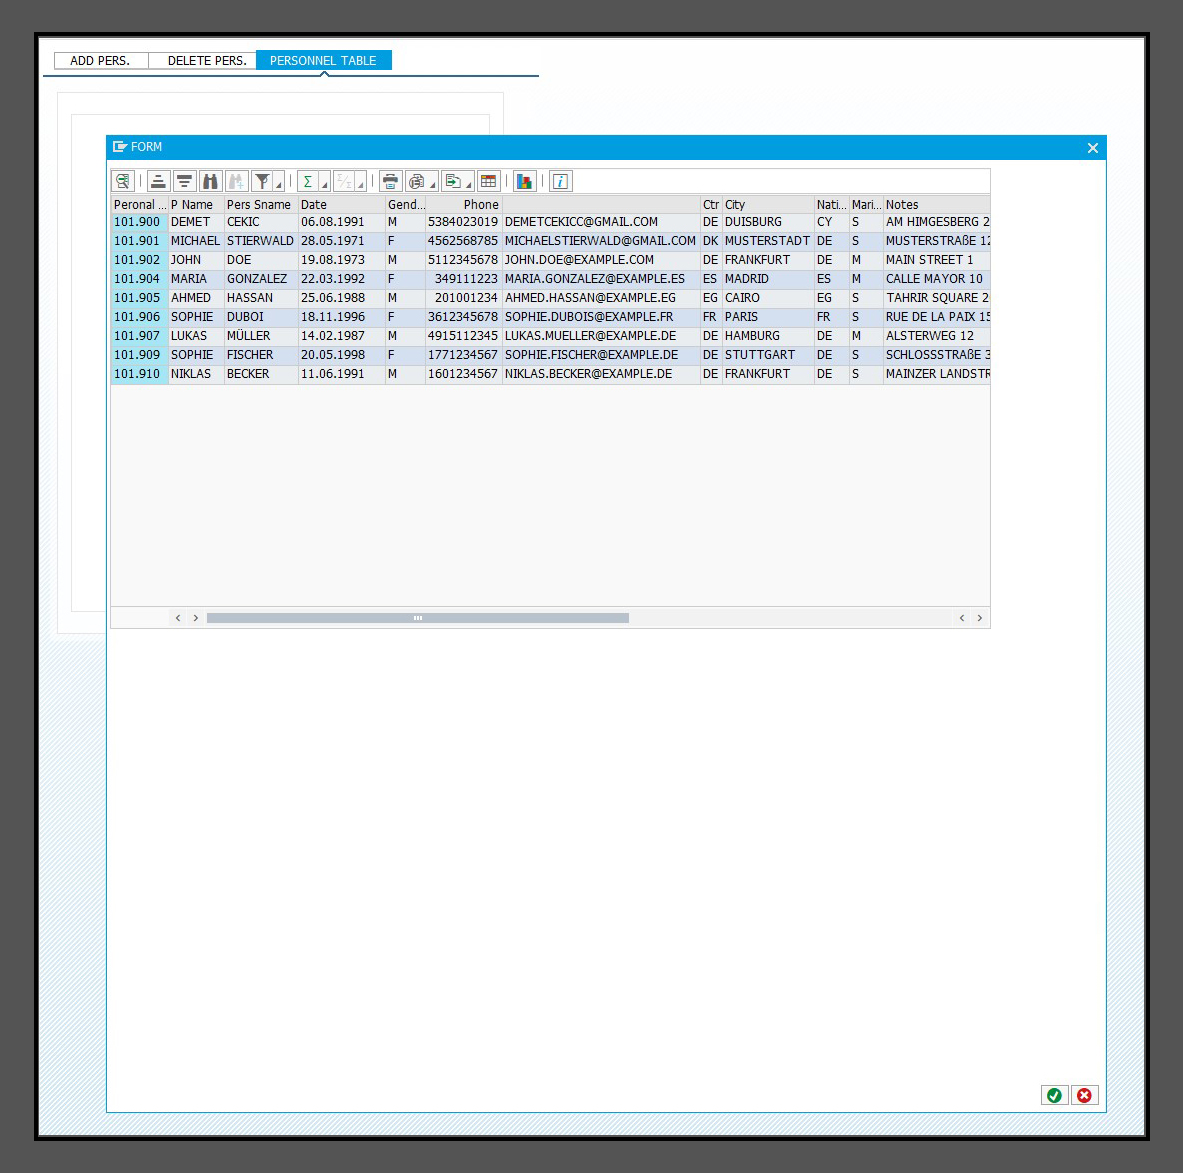 ADD PERS. DELETE PERS. PERSONNEL TABLE
FORM
Peronal ... P Name Pers Sname Date Gend... Phone Ctr City Nati... Mari... Notes
101.900 DEMET CEKIC 06.08.1991 M 5384023019 DEMETCEKICC@GMAIL.COM DE DUISBURG CY S AM HIMGESBERG 2
101.901 MICHAEL STIERWALD 28.05.1971 F 4562568785 MICHAELSTIERWALD@GMAIL.COM DK MUSTERSTADT DE S MUSTERSTRAßE 12
101.902 JOHN DOE 19.08.1973 M 5112345678 JOHN.DOE@EXAMPLE.COM DE FRANKFURT DE M MAIN STREET 1
101.904 MARIA GONZALEZ 22.03.1992 F 349111223 MARIA.GONZALEZ@EXAMPLE.ES ES MADRID ES M CALLE MAYOR 10
101.905 AHMED HASSAN 25.06.1988 M 201001234 AHMED.HASSAN@EXAMPLE.EG EG CAIRO EG S TAHRIR SQUARE 2
101.906 SOPHIE DUBOI 18.11.1996 F 3612345678 SOPHIE.DUBOIS@EXAMPLE.FR FR PARIS FR S RUE DE LA PAIX 15
101.907 LUKAS MÜLLER 14.02.1987 M 4915112345 LUKAS.MUELLER@EXAMPLE.DE DE HAMBURG DE M ALSTERWEG 12
101.909 SOPHIE FISCHER 20.05.1998 F 1771234567 SOPHIE.FISCHER@EXAMPLE.DE DE STUTTGART DE S SCHLOSSSTRAßE 3
101.910 NIKLAS BECKER 11.06.1991 M 1601234567 NIKLAS.BECKER@EXAMPLE.DE DE FRANKFURT DE S MAINZER LANDSTR